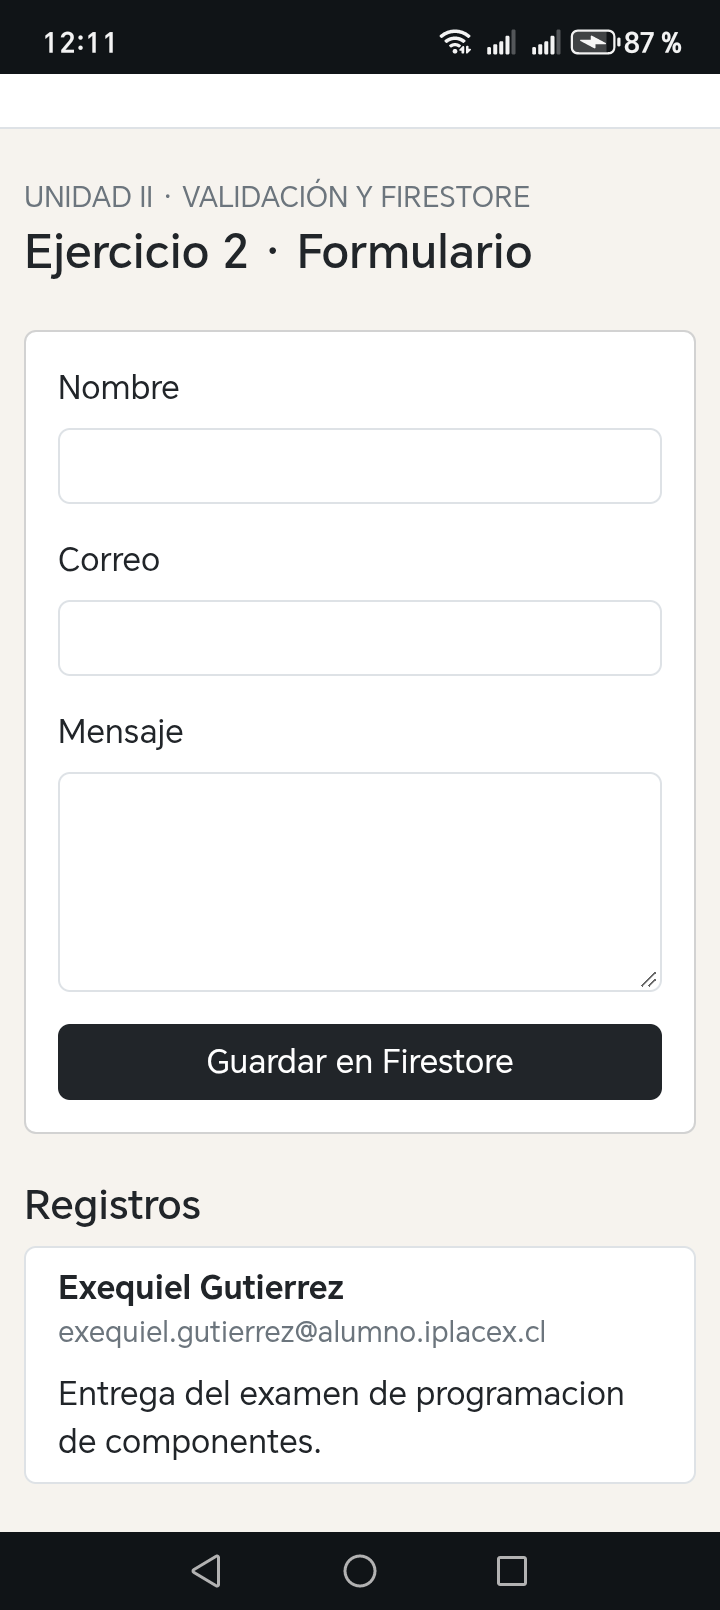 12:11
87 %
UNIDAD II · VALIDACIÓN Y FIRESTORE
Ejercicio 2 · Formulario
Nombre
Correo
Mensaje
Guardar en Firestore
Registros
Exequiel Gutierrez
exequiel.gutierrez@alumno.iplacex.cl
Entrega del examen de programacion
de componentes.